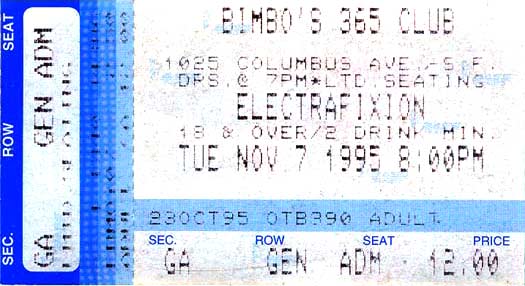 BIMBO'S 365 CLUB
1025 COLUMBUS AVE.-S.F.
DRS.@ 7PM*LTD.SEATING
ELECTRAFIXION
18 & OVER/2 DRINK MIN.
TUE NOV 7 1995 8:00PM
23OCT95 OTB390 ADULT
SEC. ROW SEAT PRICE
GA GEN ADM 12.00
SEC. ROW SEAT
GA GEN ADM